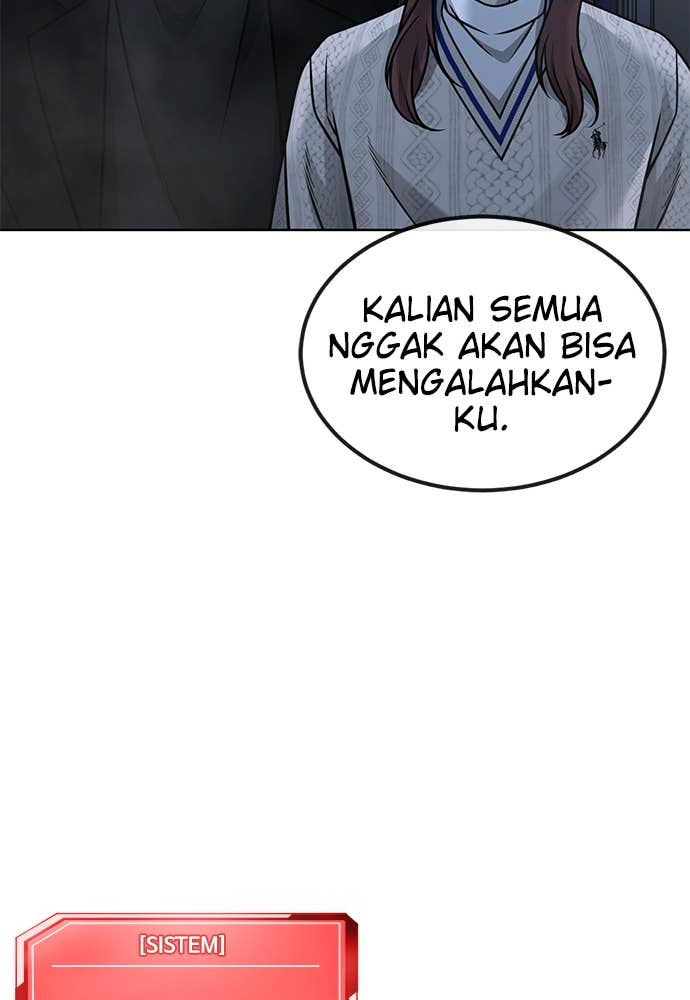 KALIAN SEMUA
NGGAK AKAN BISA
MENGALAHKAN-
KU.
[SISTEM]